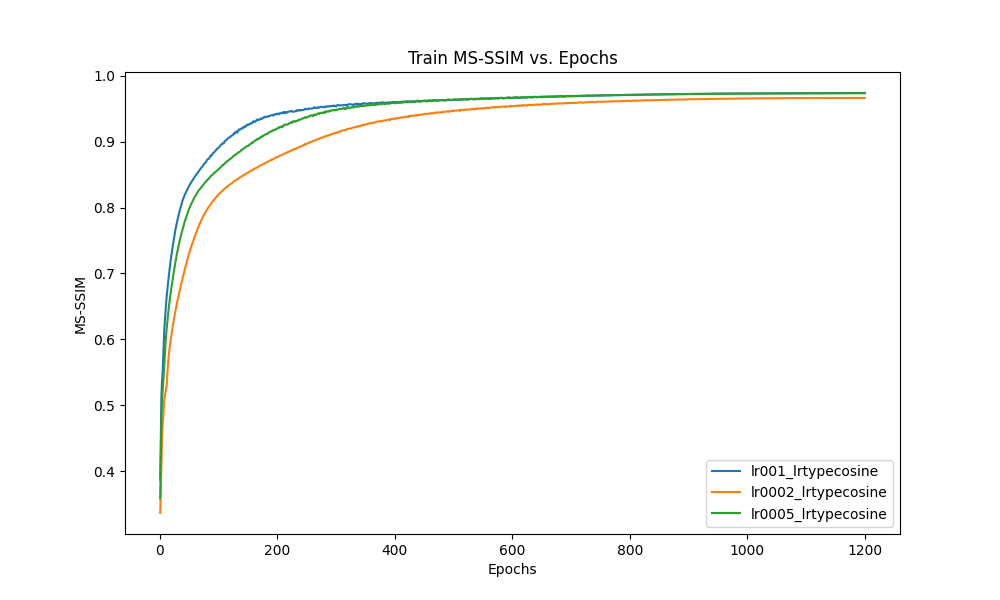 Train MS-SSIM vs. Epochs
MS-SSIM
1.0
0.9
0.8
0.7
0.6
0.5
0.4
0
200
400
600
800
1000
1200
Epochs
lr001_lrtypecosine
lr0002_lrtypecosine
lr0005_lrtypecosine